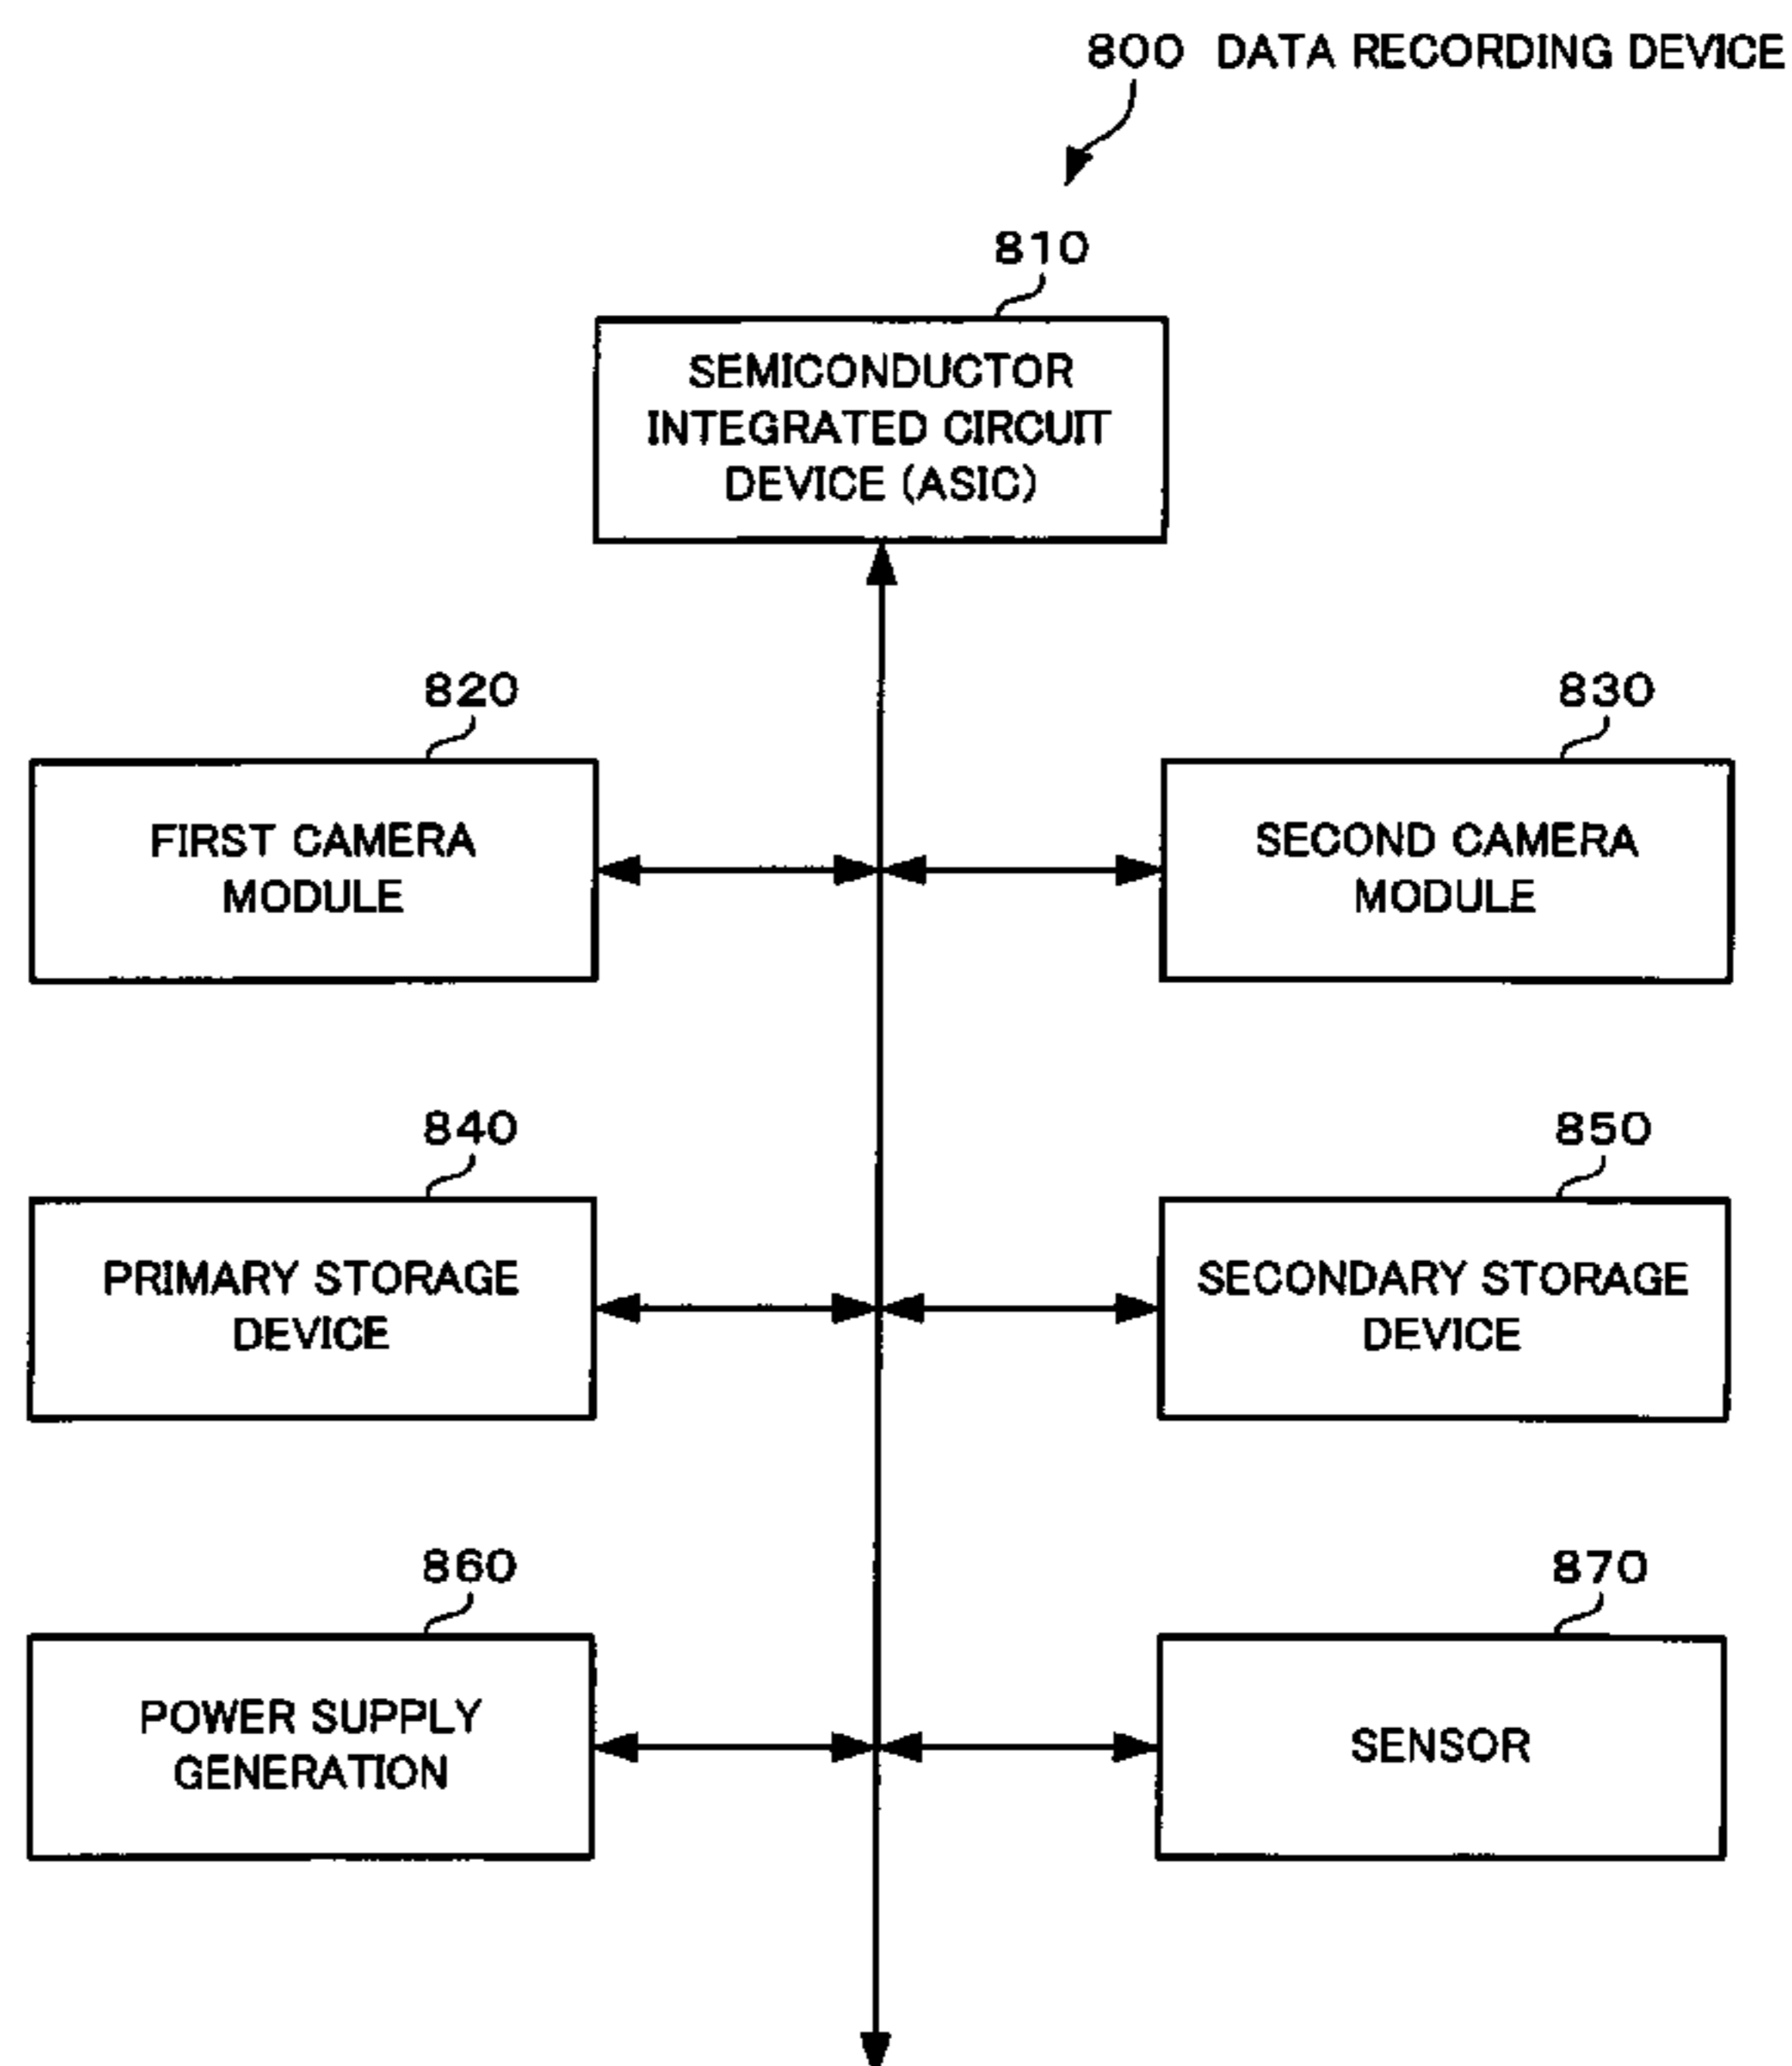 800 DATA RECORDING DEVICE
810
SEMICONDUCTOR
INTEGRATED CIRCUIT
DEVICE (ASIC)
820
FIRST CAMERA
MODULE
830
SECOND CAMERA
MODULE
840
PRIMARY STORAGE
DEVICE
850
SECONDARY STORAGE
DEVICE
860
POWER SUPPLY
GENERATION
870
SENSOR